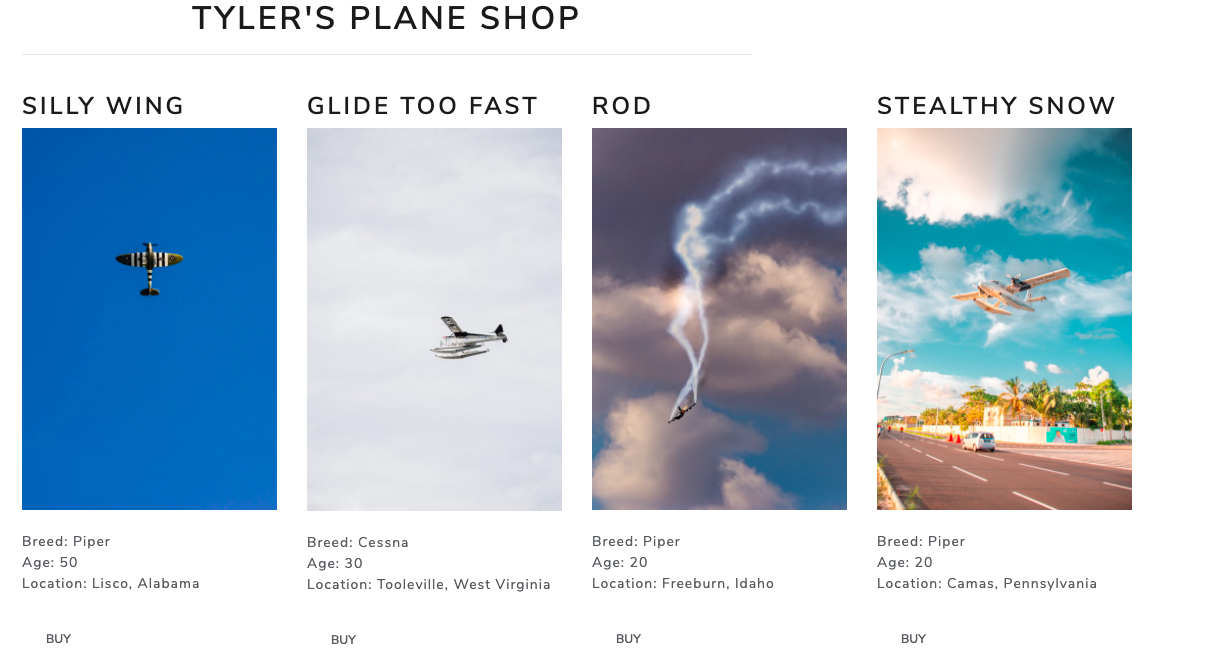 TYLER'S PLANE SHOP
SILLY WING
Breed: Piper
Age: 50
Location: Lisco, Alabama
BUY
GLIDE TOO FAST
Breed: Cessna
Age: 30
Location: Tooleville, West Virginia
BUY
ROD
Breed: Piper
Age: 20
Location: Freeburn, Idaho
BUY
STEALTHY SNOW
Breed: Piper
Age: 20
Location: Camas, Pennsylvania
BUY